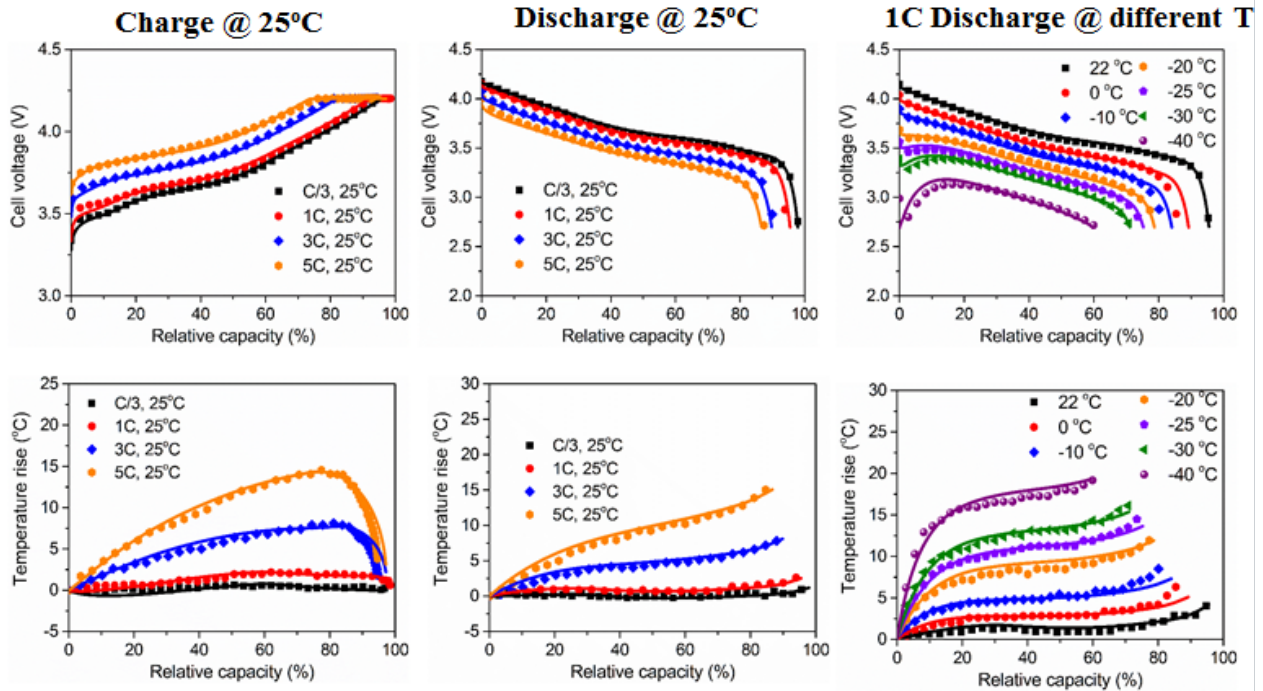 Charge @ 25ºC
Discharge @ 25ºC
1C Discharge @ different T
4.5
4.0
3.5
3.0
Cell voltage (V)
C/3, 25°C
1C, 25°C
3C, 25°C
5C, 25°C
0 20 40 60 80 100
Relative capacity (%)
4.5
4.0
3.5
3.0
2.5
2.0
Cell voltage (V)
C/3, 25°C
1C, 25°C
3C, 25°C
5C, 25°C
0 20 40 60 80 100
Relative capacity (%)
4.5
4.0
3.5
3.0
2.5
2.0
Cell voltage (V)
22 °C
0 °C
-10 °C
-20 °C
-25 °C
-30 °C
-40 °C
0 20 40 60 80 100
Relative capacity (%)
25
20
15
10
5
0
-5
Temperature rise (°C)
C/3, 25°C
1C, 25°C
3C, 25°C
5C, 25°C
0 20 40 60 80 100
Relative capacity (%)
30
25
20
15
10
5
0
-5
Temperature rise (°C)
C/3, 25°C
1C, 25°C
3C, 25°C
5C, 25°C
0 20 40 60 80 100
Relative capacity (%)
30
25
20
15
10
5
0
Temperature rise (°C)
22 °C
0 °C
-10 °C
-20 °C
-25 °C
-30 °C
-40 °C
0 20 40 60 80 100
Relative capacity (%)